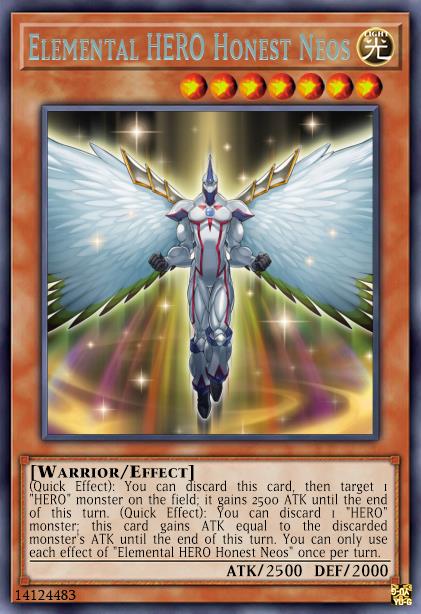 Elemental HERO Honest Neos
LIGHT
光
[Warrior/Effect]
(Quick Effect): You can discard this card, then target 1
"HERO" monster on the field; it gains 2500 ATK until the end
of this turn. (Quick Effect): You can discard 1 "HERO"
monster; this card gains ATK equal to the discarded
monster's ATK until the end of this turn. You can only use
each effect of "Elemental HERO Honest Neos" once per turn.
ATK/2500 DEF/2000
14124483